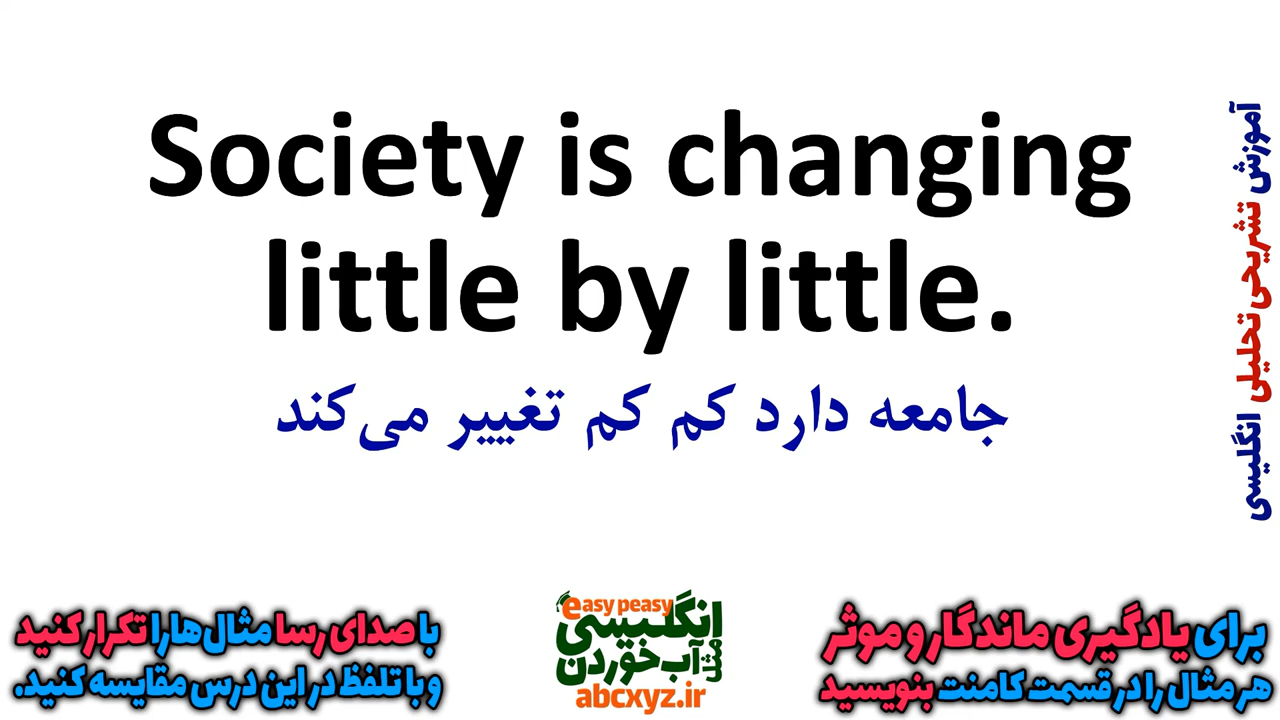 Society is changing
little by little.
جامعه دارد کم کم تغییر می‌کند
آموزش تشریحی تحلیلی انگلیسی
برای یادگیری ماندگار و موثر
هر مثال را در قسمت کامنت بنویسید
easy peasy
انگلیسی
مثل آب خوردن
abcxyz.ir
با صدای رسا مثال‌ها را تکرار کنید
و با تلفظ در این درس مقایسه کنید.